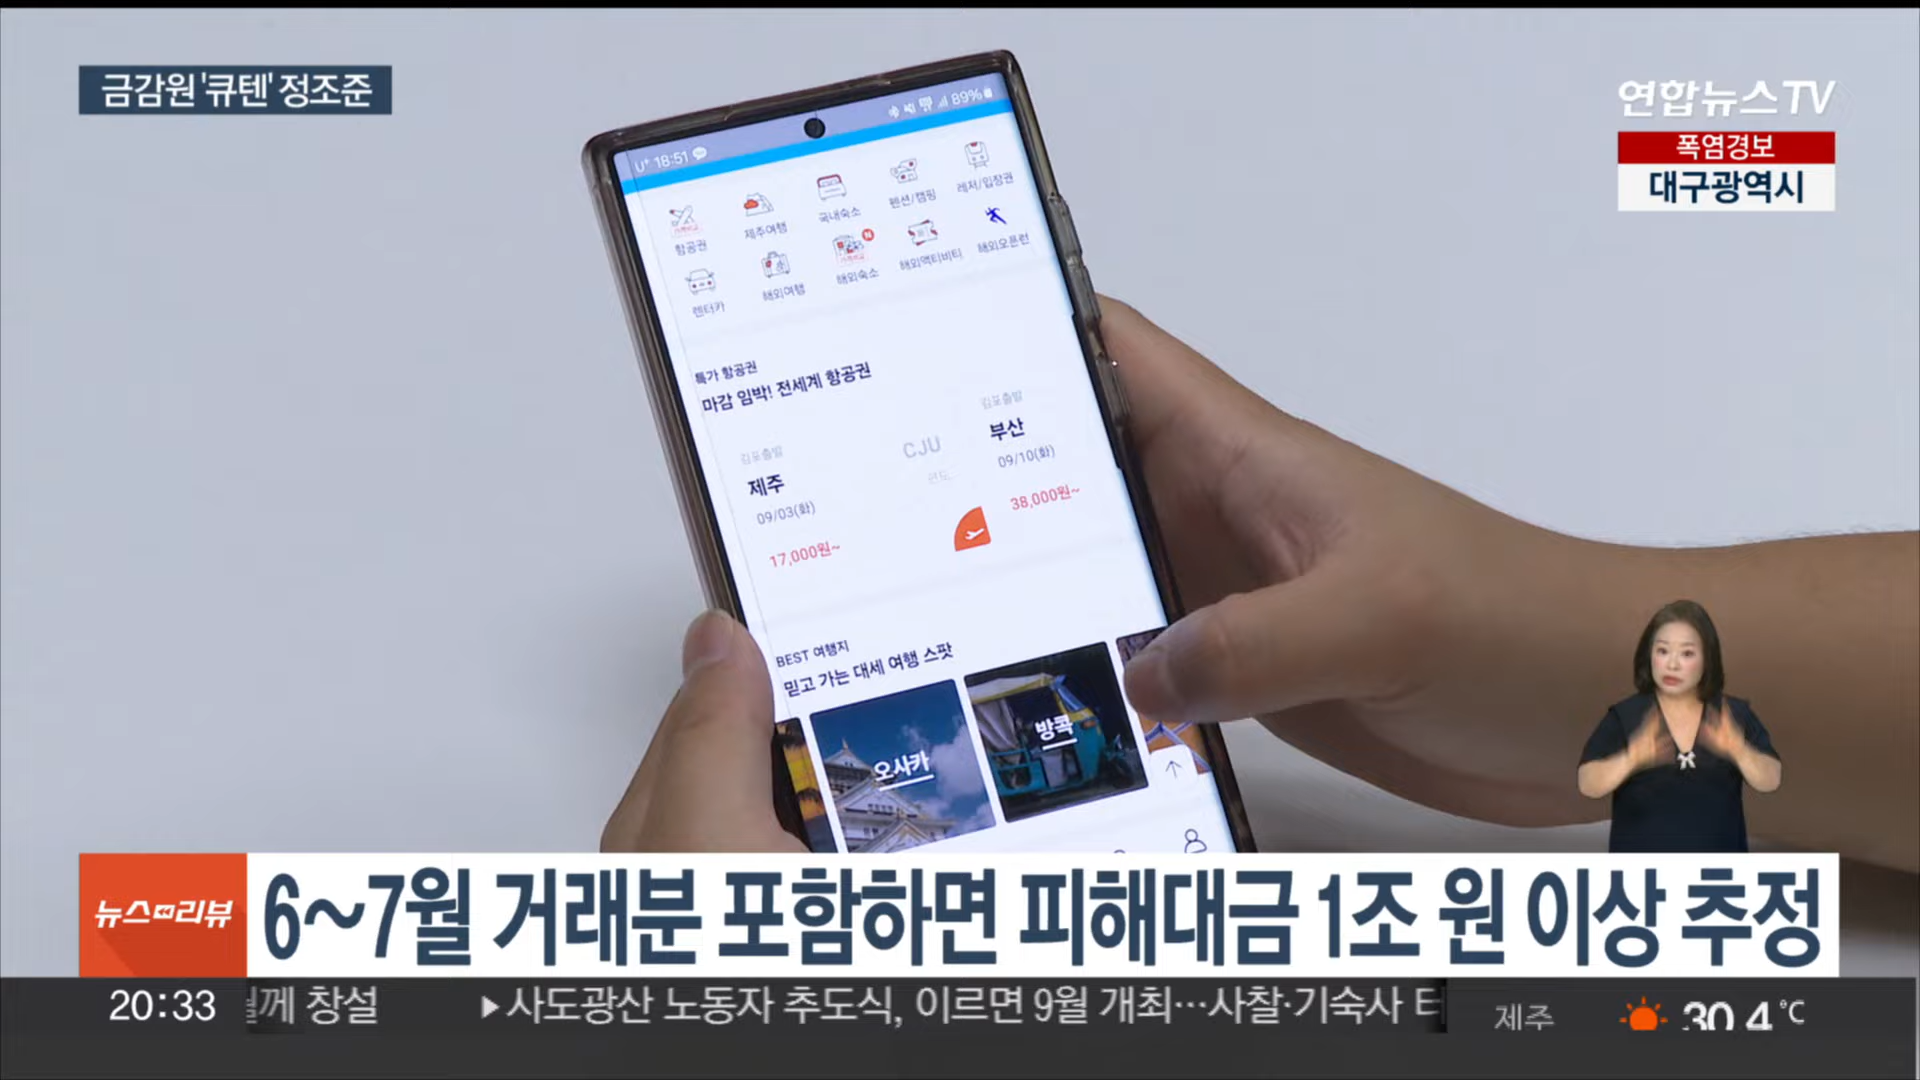 금감원 '큐텐' 정조준
연합뉴스TV
폭염경보
대구광역시
U+ 18:51
89%
항공권
제주여행
국내숙소
펜션/캠핑
레저/입장권
렌터카
해외여행
해외숙소
해외액티비티
해외오픈런
특가 항공권
마감 임박! 전세계 항공권
김포출발
제주
09/03(화)
17,000원~
CJU
김포출발
부산
09/10(화)
38,000원~
BEST 여행지
믿고 가는 대세 여행 스팟
오사카
방콕
뉴스리뷰
6~7월 거래분 포함하면 피해대금 1조 원 이상 추정
20:33
께 창설 ▶사도광산 노동자 추도식, 이르면 9월 개최…사찰·기숙사 터
제주 30.4℃